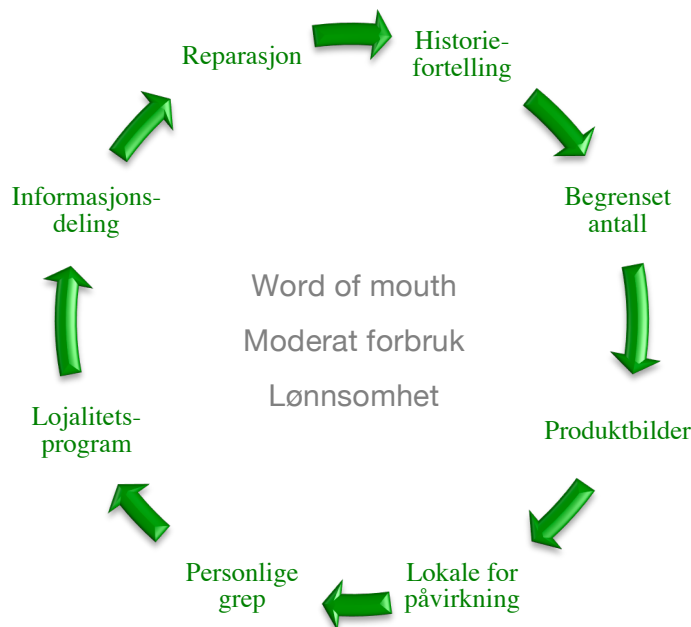 Reparasjon
Historie-
fortelling
Begrenset
antall
Produktbilder
Lokale for
påvirkning
Personlige
grep
Lojalitets-
program
Informasjons-
deling
Word of mouth
Moderat forbruk
Lønnsomhet